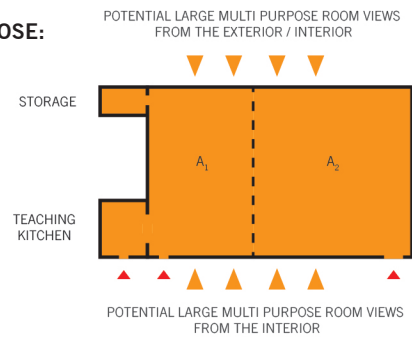 OSE:
POTENTIAL LARGE MULTI PURPOSE ROOM VIEWS
FROM THE EXTERIOR / INTERIOR
STORAGE
A1
A2
TEACHING
KITCHEN
POTENTIAL LARGE MULTI PURPOSE ROOM VIEWS
FROM THE INTERIOR